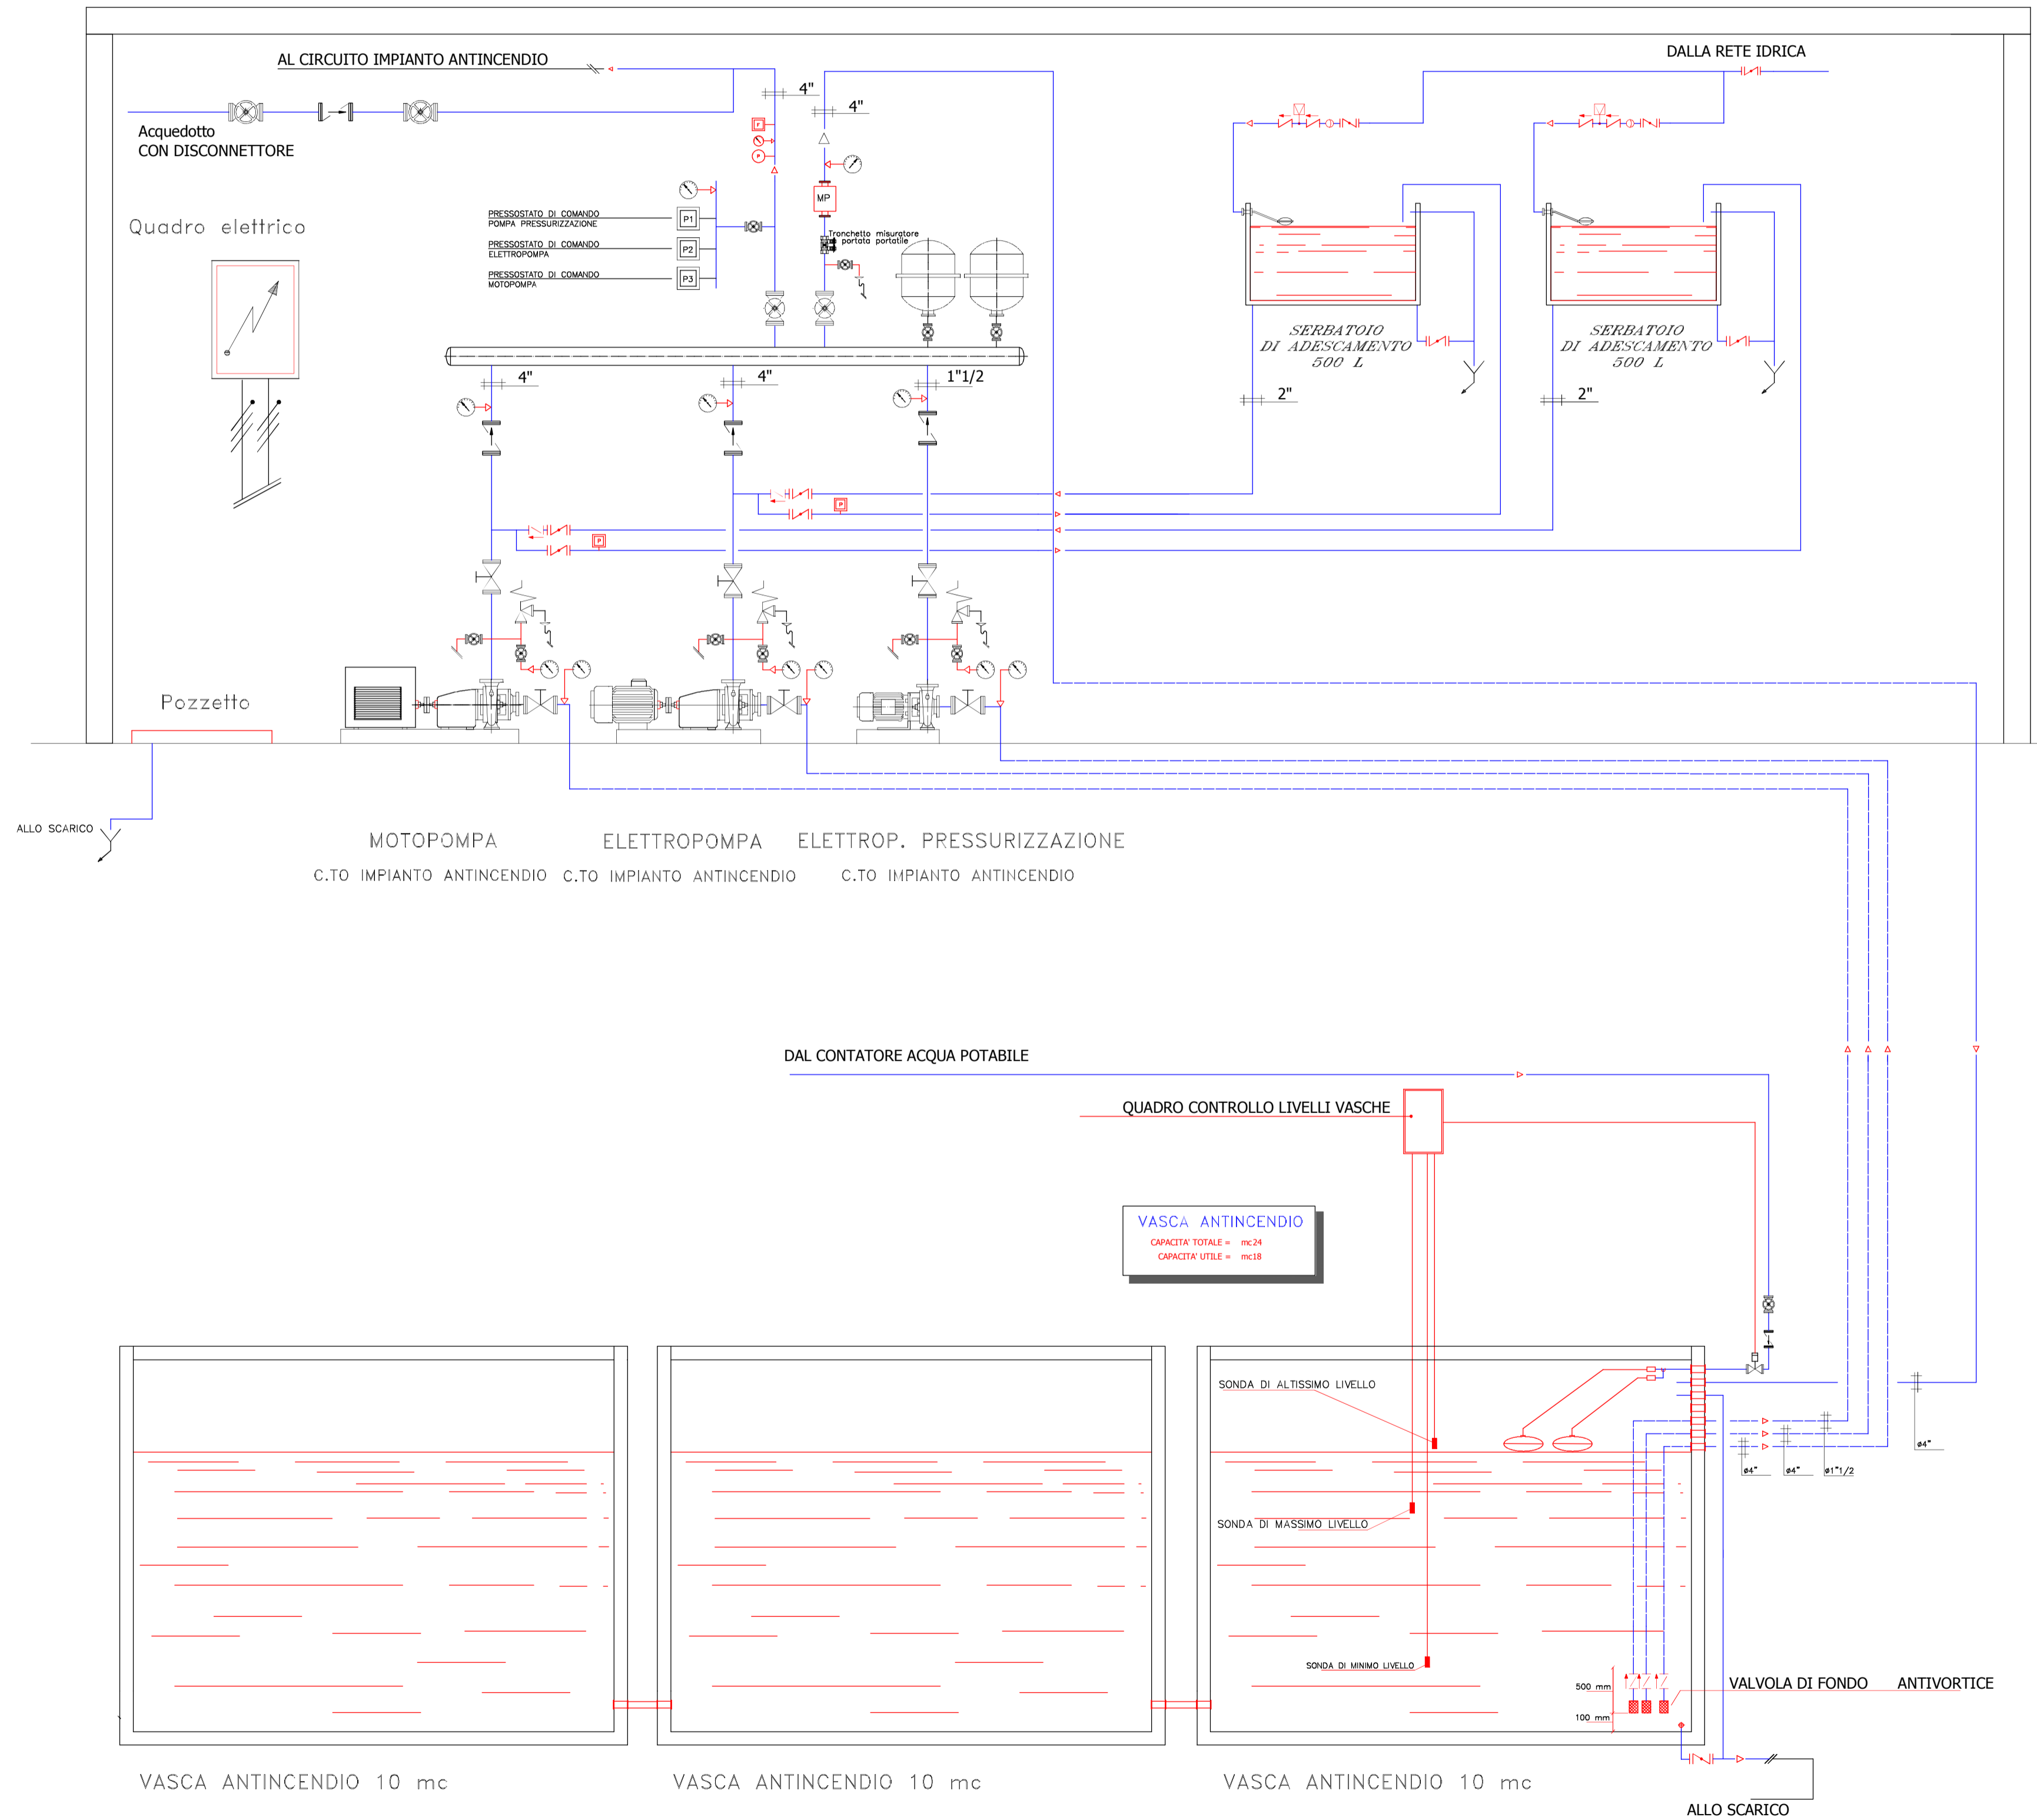 AL CIRCUITO IMPIANTO ANTINCENDIO
DALLA RETE IDRICA
4"
4"
Acquedotto
CON DISCONNETTORE
F
P
MP
Quadro elettrico
PRESSOSTATO DI COMANDO
POMPA PRESSURIZZAZIONE
P1
PRESSOSTATO DI COMANDO
ELETTROPOMPA
P2
PRESSOSTATO DI COMANDO
MOTOPOMPA
P3
Tronchetto misuratore
portata portatile
SERBATOIO
DI ADESCAMENTO
500 L
SERBATOIO
DI ADESCAMENTO
500 L
4"
4"
1"1/2
2"
2"
P
P
Pozzetto
ALLO SCARICO
MOTOPOMPA
C.TO IMPIANTO ANTINCENDIO
ELETTROPOMPA
C.TO IMPIANTO ANTINCENDIO
ELETTROP. PRESSURIZZAZIONE
C.TO IMPIANTO ANTINCENDIO
DAL CONTATORE ACQUA POTABILE
QUADRO CONTROLLO LIVELLI VASCHE
VASCA ANTINCENDIO
CAPACITA' TOTALE = mc24
CAPACITA' UTILE = mc18
SONDA DI ALTISSIMO LIVELLO
ø4"
ø4"
ø1"1/2
ø4"
SONDA DI MASSIMO LIVELLO
SONDA DI MINIMO LIVELLO
500 mm
100 mm
VALVOLA DI FONDO ANTIVORTICE
VASCA ANTINCENDIO 10 mc
VASCA ANTINCENDIO 10 mc
VASCA ANTINCENDIO 10 mc
ALLO SCARICO